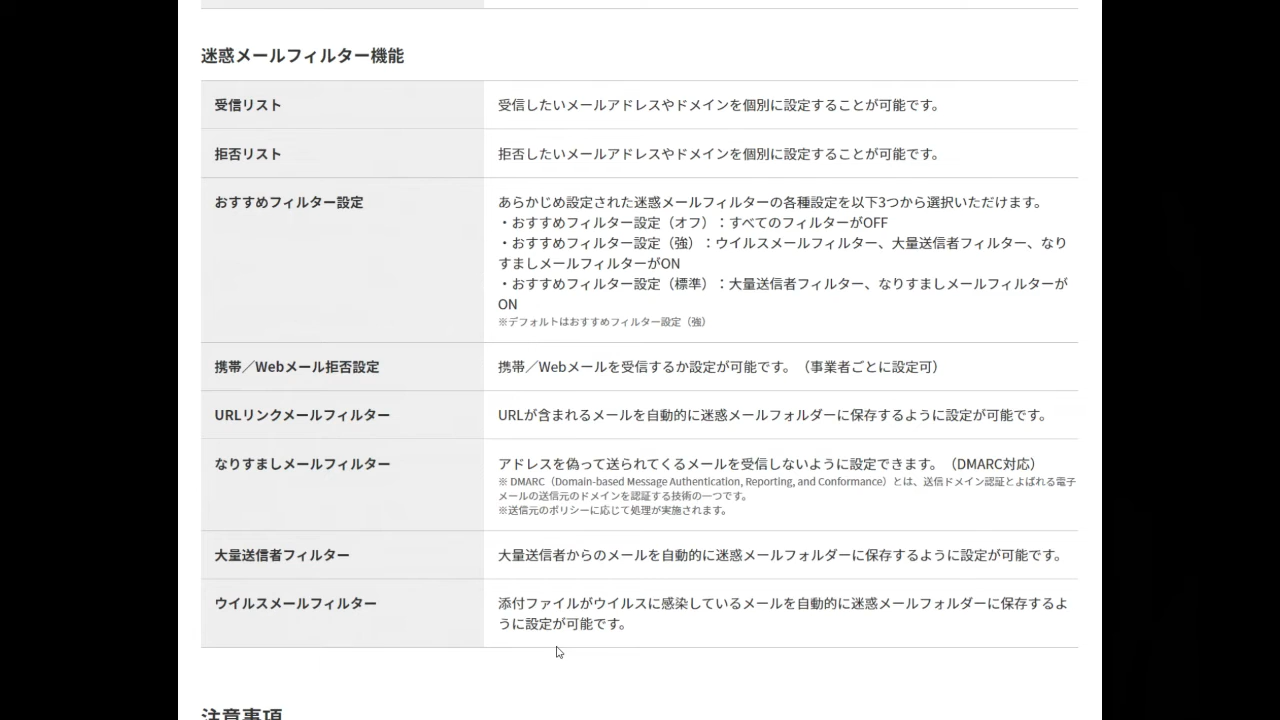 迷惑メールフィルター機能
受信リスト
受信したいメールアドレスやドメインを個別に設定することが可能です。
拒否リスト
拒否したいメールアドレスやドメインを個別に設定することが可能です。
おすすめフィルター設定
あらかじめ設定された迷惑メールフィルターの各種設定を以下3つから選択いただけます。
・おすすめフィルター設定（オフ）：すべてのフィルターがOFF
・おすすめフィルター設定（強）：ウイルスメールフィルター、大量送信者フィルター、なり
すましメールフィルターがON
・おすすめフィルター設定（標準）：大量送信者フィルター、なりすましメールフィルターが
ON
※デフォルトはおすすめフィルター設定（強）
携帯／Webメール拒否設定
携帯／Webメールを受信するか設定が可能です。（事業者ごとに設定可）
URLリンクメールフィルター
URLが含まれるメールを自動的に迷惑メールフォルダーに保存するように設定が可能です。
なりすましメールフィルター
アドレスを偽って送られてくるメールを受信しないように設定できます。（DMARC対応）
※ DMARC（Domain-based Message Authentication, Reporting, and Conformance）とは、送信ドメイン認証とよばれる電子
メールの送信元のドメインを認証する技術の一つです。
※送信元のポリシーに応じて処理が実施されます。
大量送信者フィルター
大量送信者からのメールを自動的に迷惑メールフォルダーに保存するように設定が可能です。
ウイルスメールフィルター
添付ファイルがウイルスに感染しているメールを自動的に迷惑メールフォルダーに保存するよ
うに設定が可能です。
注意事項